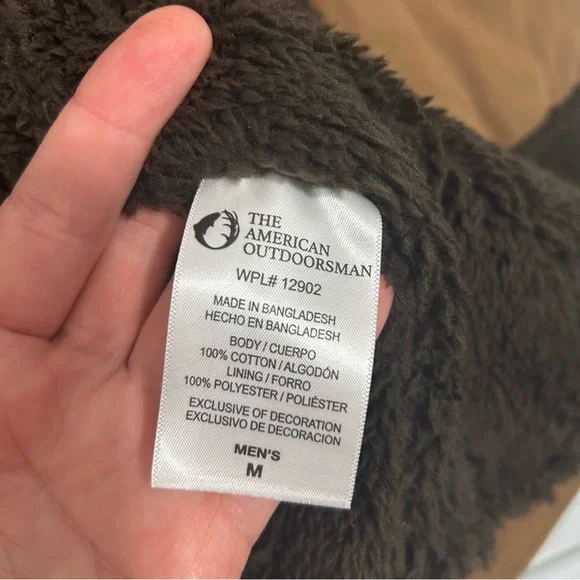 THE
AMERICAN
OUTDOORSMAN
WPL# 12902
MADE IN BANGLADESH
HECHO EN BANGLADESH
BODY / CUERPO
100% COTTON / ALGODÓN
LINING / FORRO
100% POLYESTER / POLIÉSTER
EXCLUSIVE OF DECORATION
EXCLUSIVO DE DECORACION
MEN'S
M